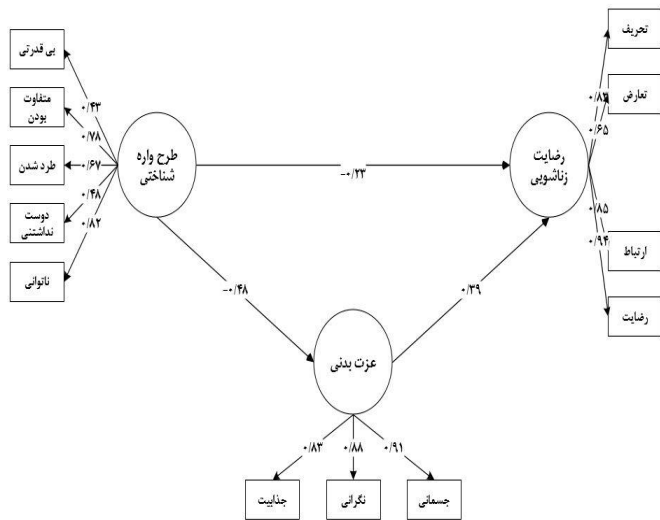 تحریف
بی قدرتی
تعارض
۰/۴۳
متفاوت
بودن
۰/۶۵
۰/۷۸
رضایت
زناشویی
طرح واره
شناختی
طرد شدن
۰/۶۷
-۰/۲۳
۰/۴۸
دوست
نداشتنی
۰/۸۲
۰/۸۵
۰/۹۴
ارتباط
ناتوانی
-۰/۴۸
۰/۳۹
رضایت
عزت بدنی
۰/۹۱
۰/۸۸
۰/۸۳
جسمانی
نگرانی
جذابیت